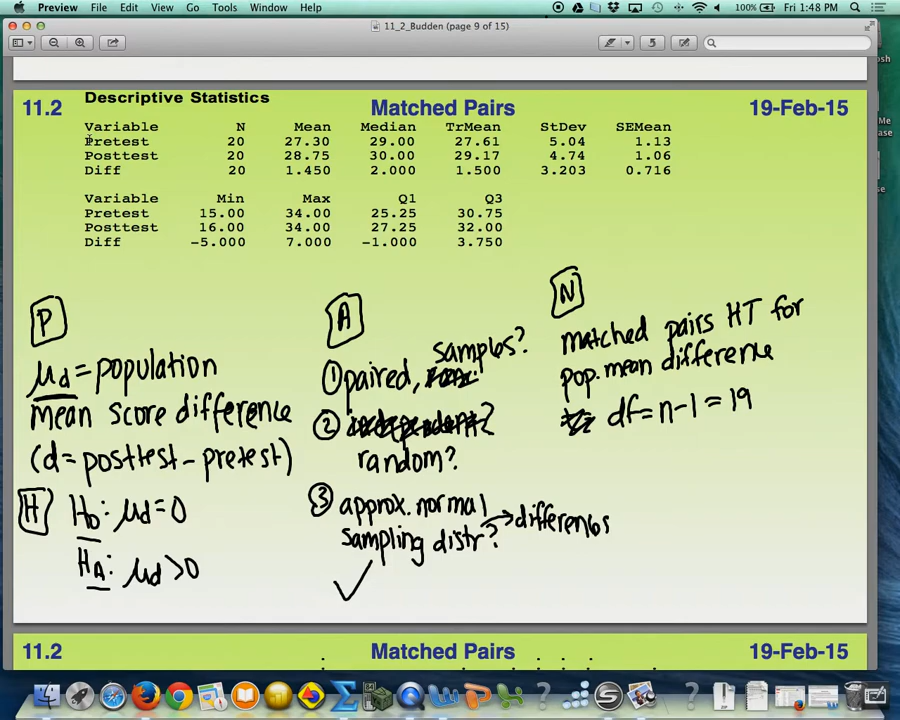 Preview File Edit View Go Tools Window Help 100% Fri 1:48 PM
11_2_Budden (page 9 of 15)
11.2 Matched Pairs 19-Feb-15
Descriptive Statistics
Variable N Mean Median TrMean StDev SEMean
Pretest 20 27.30 29.00 27.61 5.04 1.13
Posttest 20 28.75 30.00 29.17 4.74 1.06
Diff 20 1.450 2.000 1.500 3.203 0.716
Variable Min Max Q1 Q3
Pretest 15.00 34.00 25.25 30.75
Posttest 16.00 34.00 27.25 32.00
Diff -5.000 7.000 -1.000 3.750
P
μd = population
mean score difference
(d = posttest - pretest)
H H₀: μd = 0
HA: μd > 0
A
① paired, samples?
②
random?
③ approx. normal
sampling distr? → differences
✓
N
matched pairs HT for
pop. mean difference
df = n-1 = 19
11.2 Matched Pairs 19-Feb-15